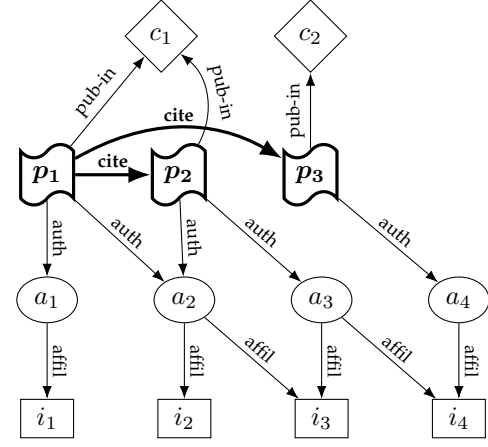 c₁ c₂
pub-in pub-in pub-in
cite
cite
p₁ p₂ p₃
auth auth auth auth auth
a₁ a₂ a₃ a₄
affil affil affil affil affil affil
i₁ i₂ i₃ i₄